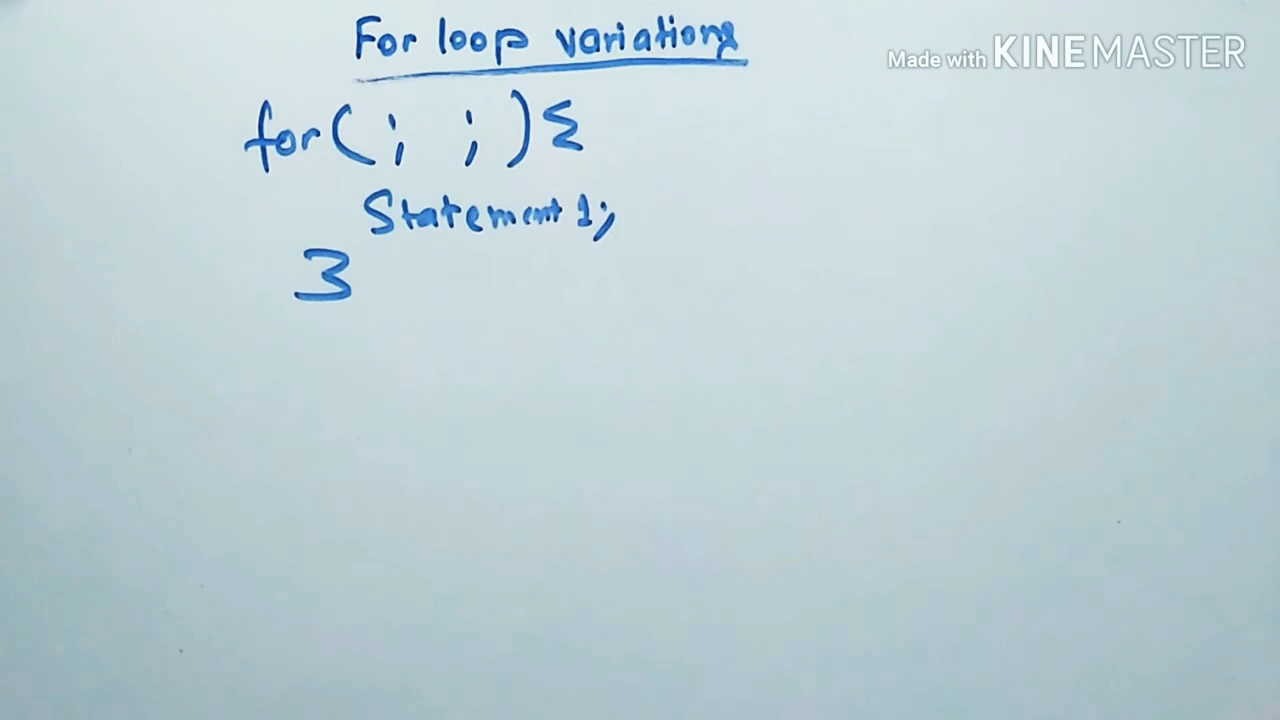 For loop variations
Made with KINEMASTER
for( ; ; ){
Statement 1;
}